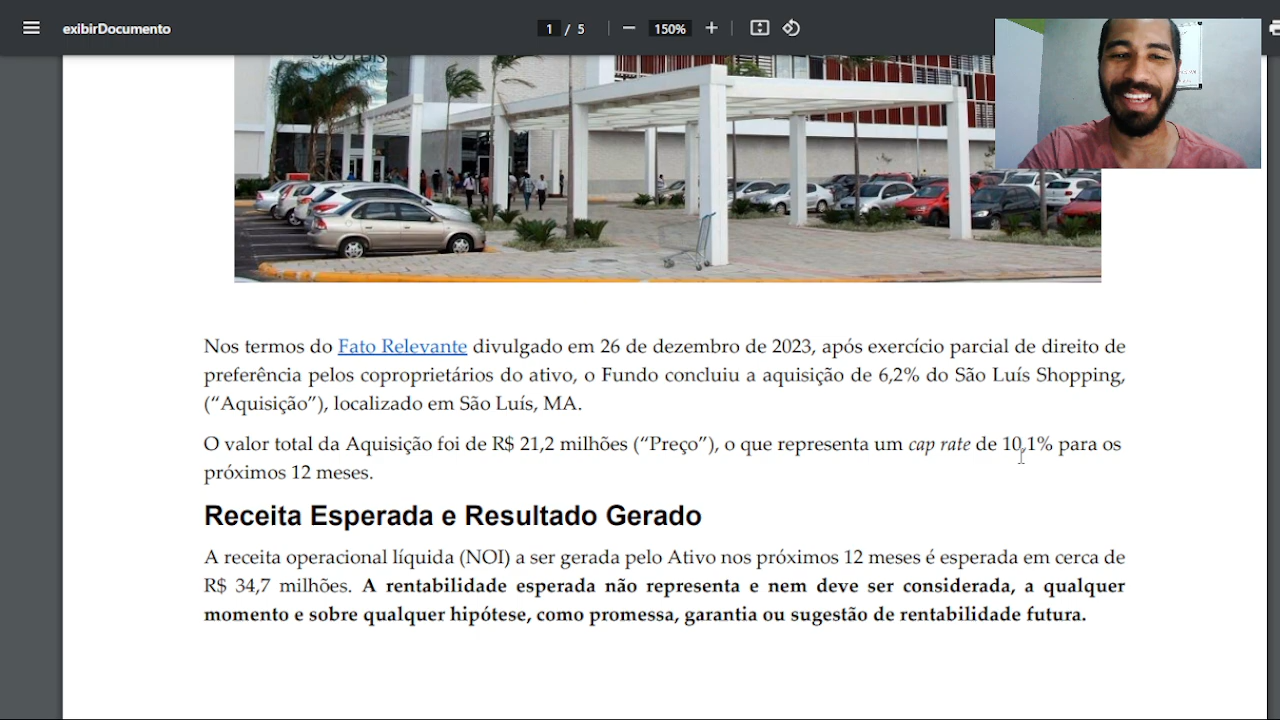 exibirDocumento
1 / 5
150%
SÃO LUÍS
Nos termos do Fato Relevante divulgado em 26 de dezembro de 2023, após exercício parcial de direito de
preferência pelos coproprietários do ativo, o Fundo concluiu a aquisição de 6,2% do São Luís Shopping,
(“Aquisição”), localizado em São Luís, MA.
O valor total da Aquisição foi de R$ 21,2 milhões (“Preço”), o que representa um cap rate de 10,1% para os
próximos 12 meses.
Receita Esperada e Resultado Gerado
A receita operacional líquida (NOI) a ser gerada pelo Ativo nos próximos 12 meses é esperada em cerca de
R$ 34,7 milhões. A rentabilidade esperada não representa e nem deve ser considerada, a qualquer
momento e sobre qualquer hipótese, como promessa, garantia ou sugestão de rentabilidade futura.